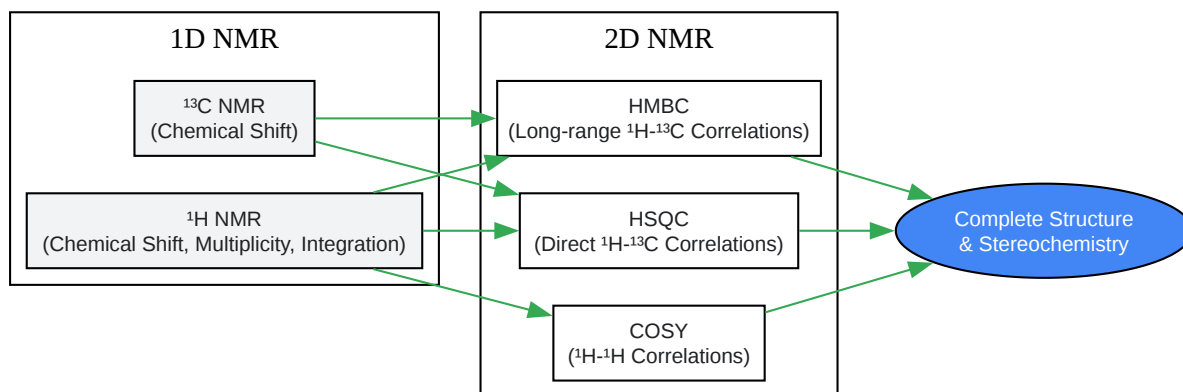 1D NMR
¹³C NMR
(Chemical Shift)
¹H NMR
(Chemical Shift, Multiplicity, Integration)
2D NMR
HMBC
(Long-range ¹H-¹³C Correlations)
HSQC
(Direct ¹H-¹³C Correlations)
COSY
(¹H-¹H Correlations)
Complete Structure
& Stereochemistry